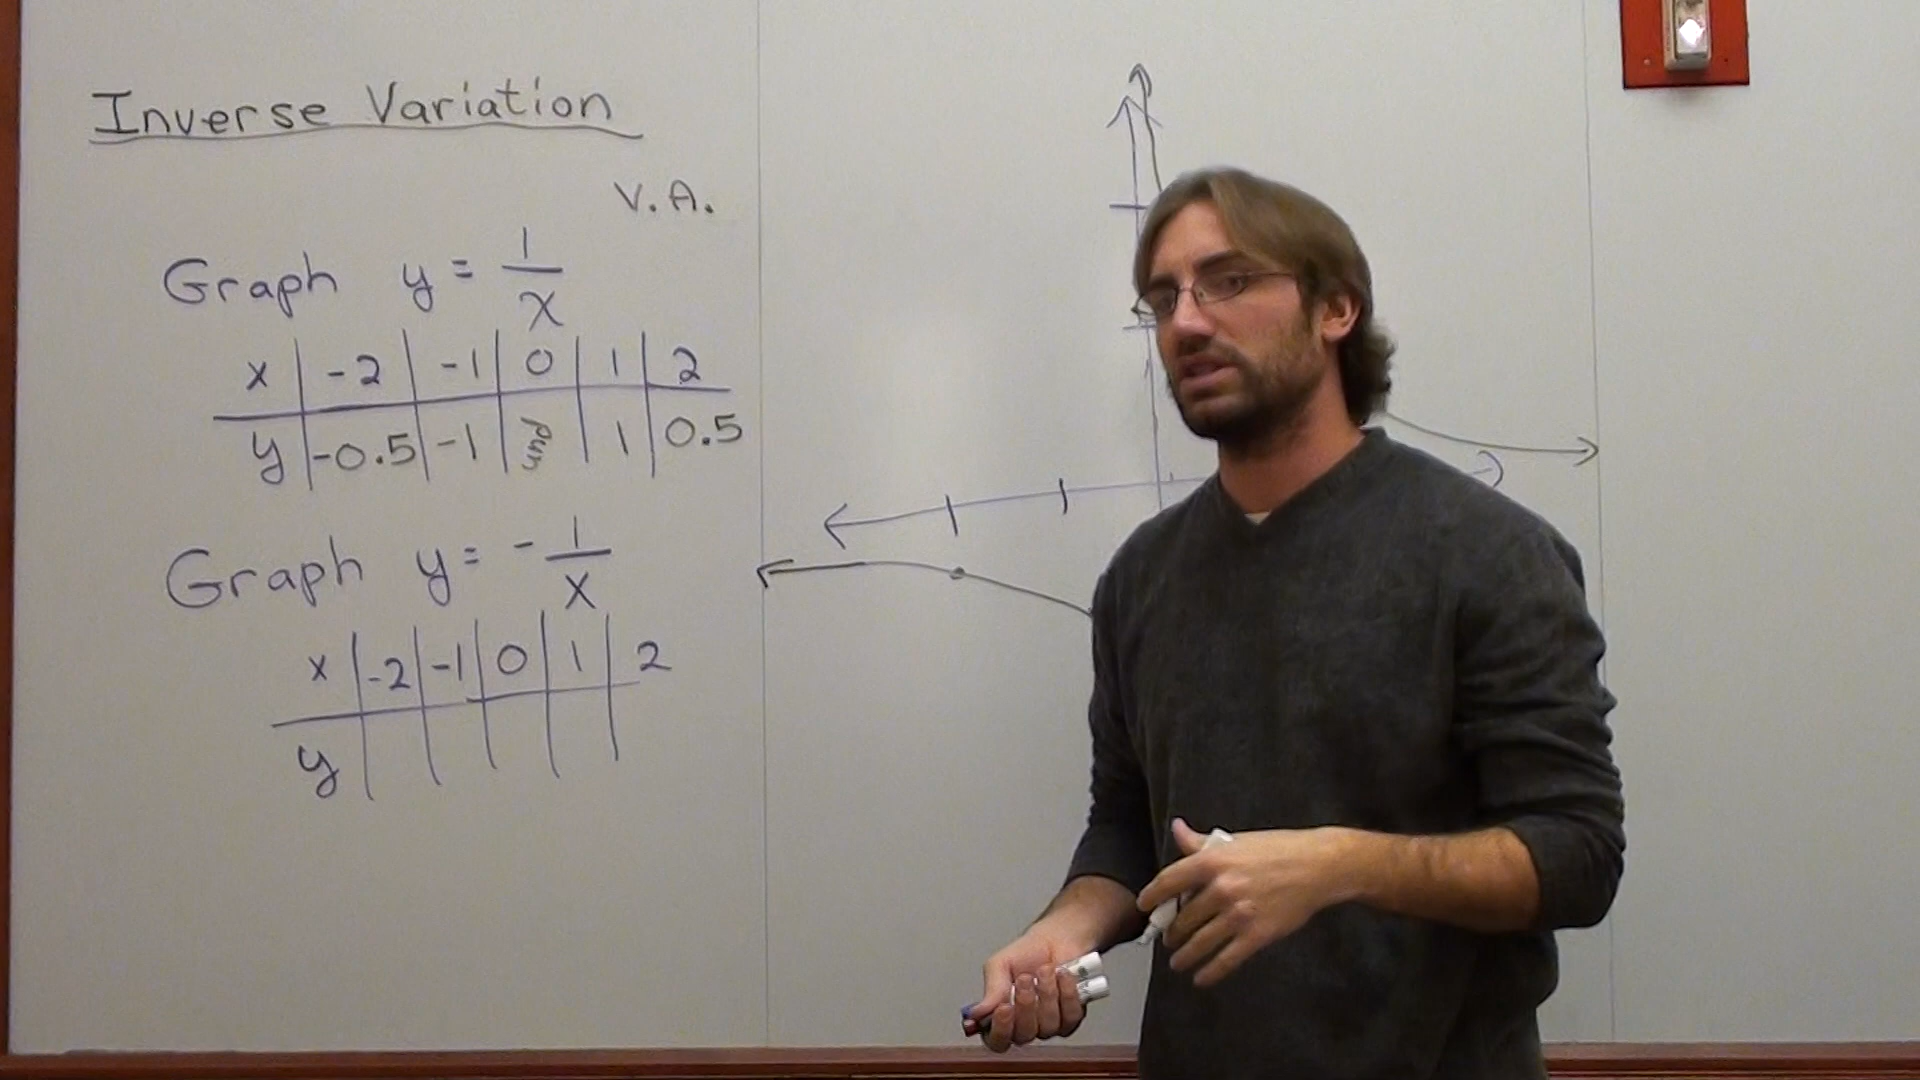 Inverse Variation
V.A.
Graph y = 1/x
x | -2 | -1 | 0 | 1 | 2
y | -0.5 | -1 | und | 1 | 0.5
Graph y = - 1/x
x | -2 | -1 | 0 | 1 | 2
y